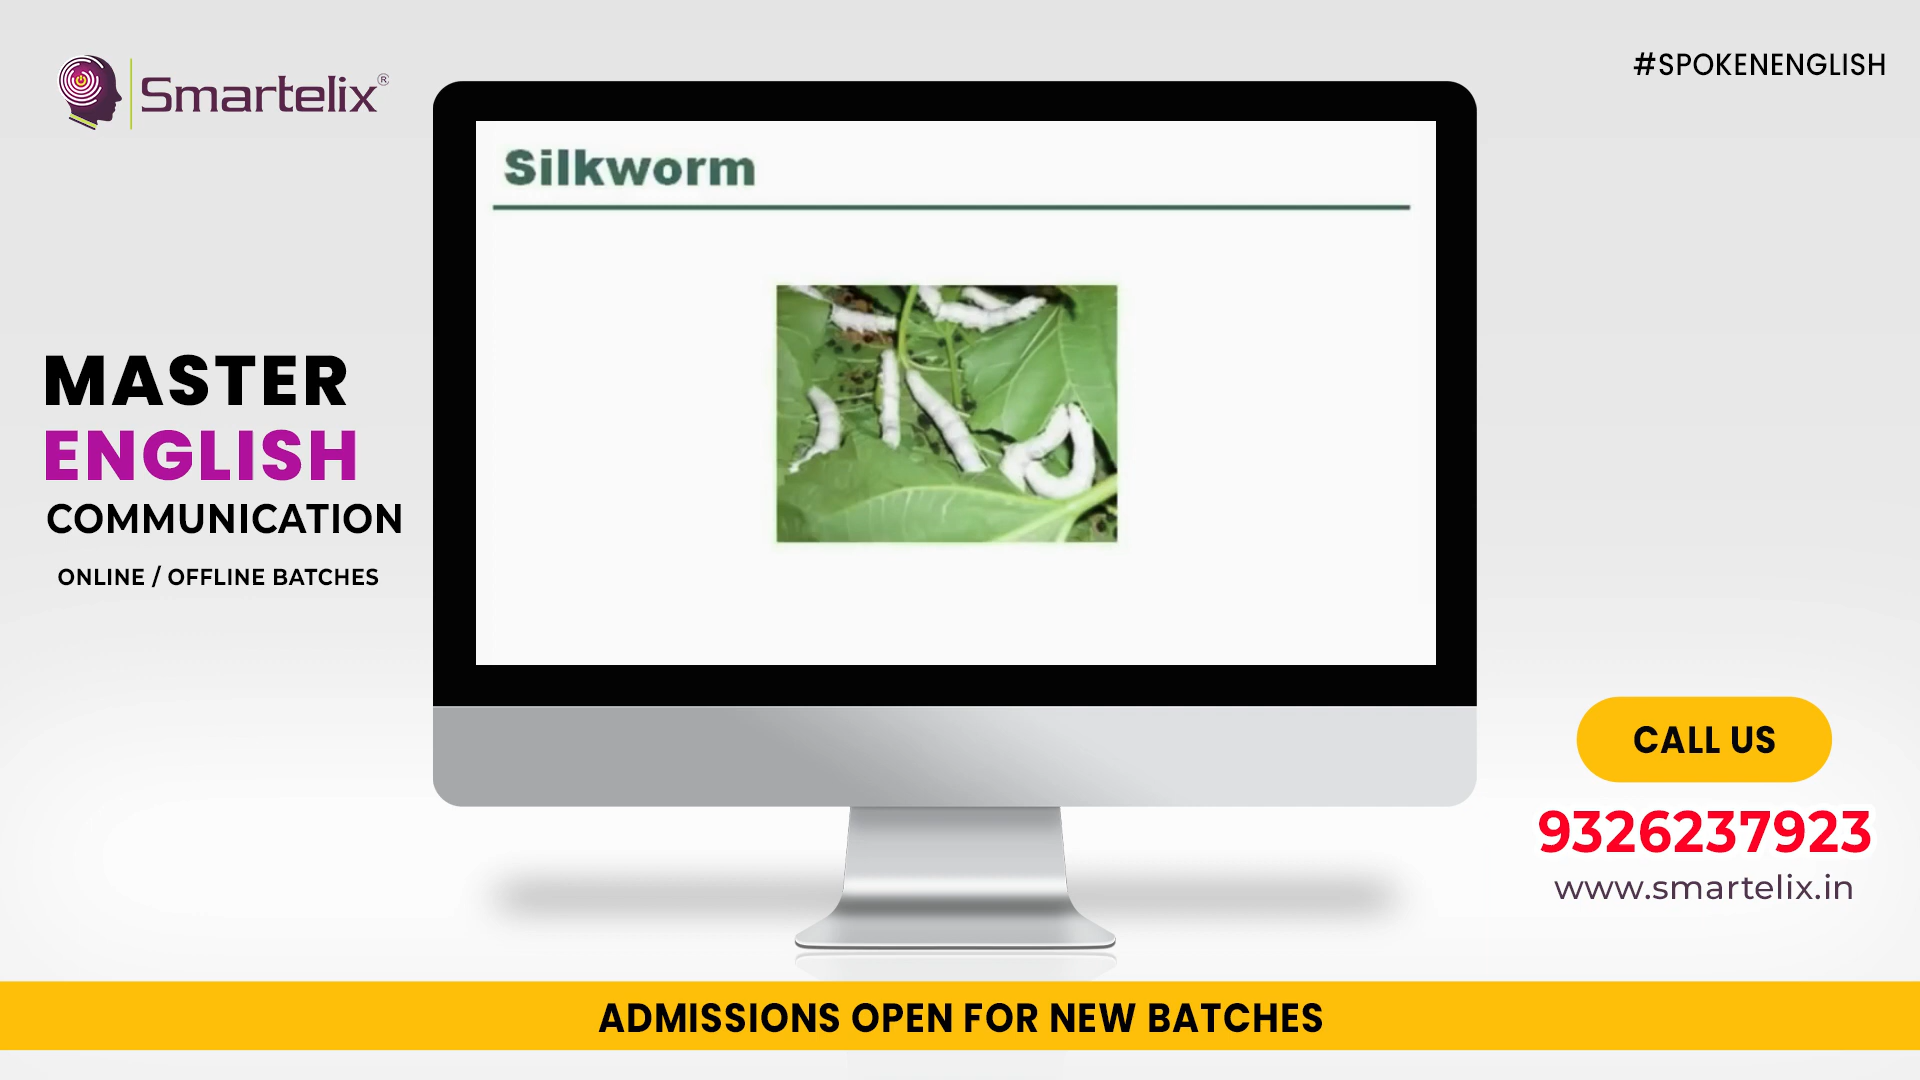 Smartelix®
#SPOKENENGLISH
Silkworm
MASTER
ENGLISH
COMMUNICATION
ONLINE / OFFLINE BATCHES
CALL US
9326237923
www.smartelix.in
ADMISSIONS OPEN FOR NEW BATCHES